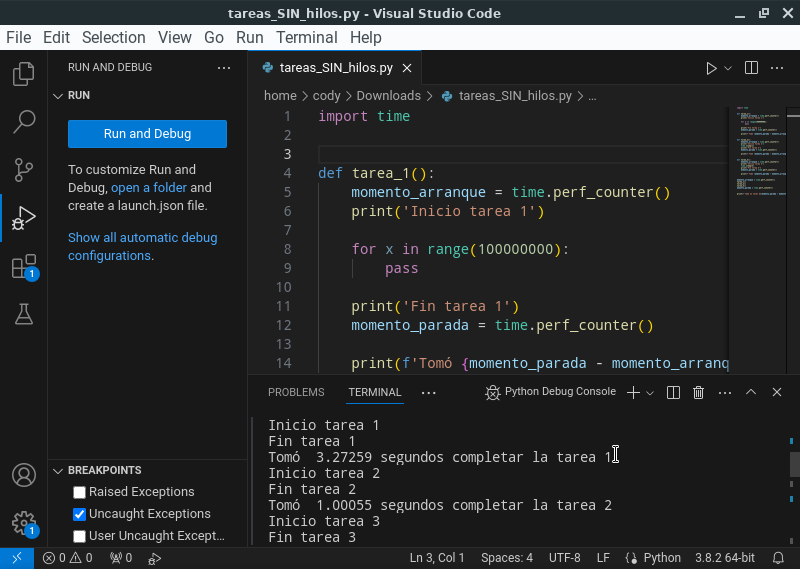 tareas_SIN_hilos.py - Visual Studio Code
File Edit Selection View Go Run Terminal Help
RUN AND DEBUG
RUN
Run and Debug
To customize Run and
Debug, open a folder and
create a launch.json file.
Show all automatic debug
configurations.
1
1
BREAKPOINTS
Raised Exceptions
Uncaught Exceptions
User Uncaught Except...
tareas_SIN_hilos.py
home > cody > Downloads > tareas_SIN_hilos.py > ...
1 import time
2
3
4 def tarea_1():
5 momento_arranque = time.perf_counter()
6 print('Inicio tarea 1')
7
8 for x in range(100000000):
9 pass
10
11 print('Fin tarea 1')
12 momento_parada = time.perf_counter()
13
14 print(f'Tomó {momento_parada - momento_arranq
PROBLEMS TERMINAL ... Python Debug Console
Inicio tarea 1
Fin tarea 1
Tomó 3.27259 segundos completar la tarea 1
Inicio tarea 2
Fin tarea 2
Tomó 1.00055 segundos completar la tarea 2
Inicio tarea 3
Fin tarea 3
0 0 0 Ln 3, Col 1 Spaces: 4 UTF-8 LF Python 3.8.2 64-bit